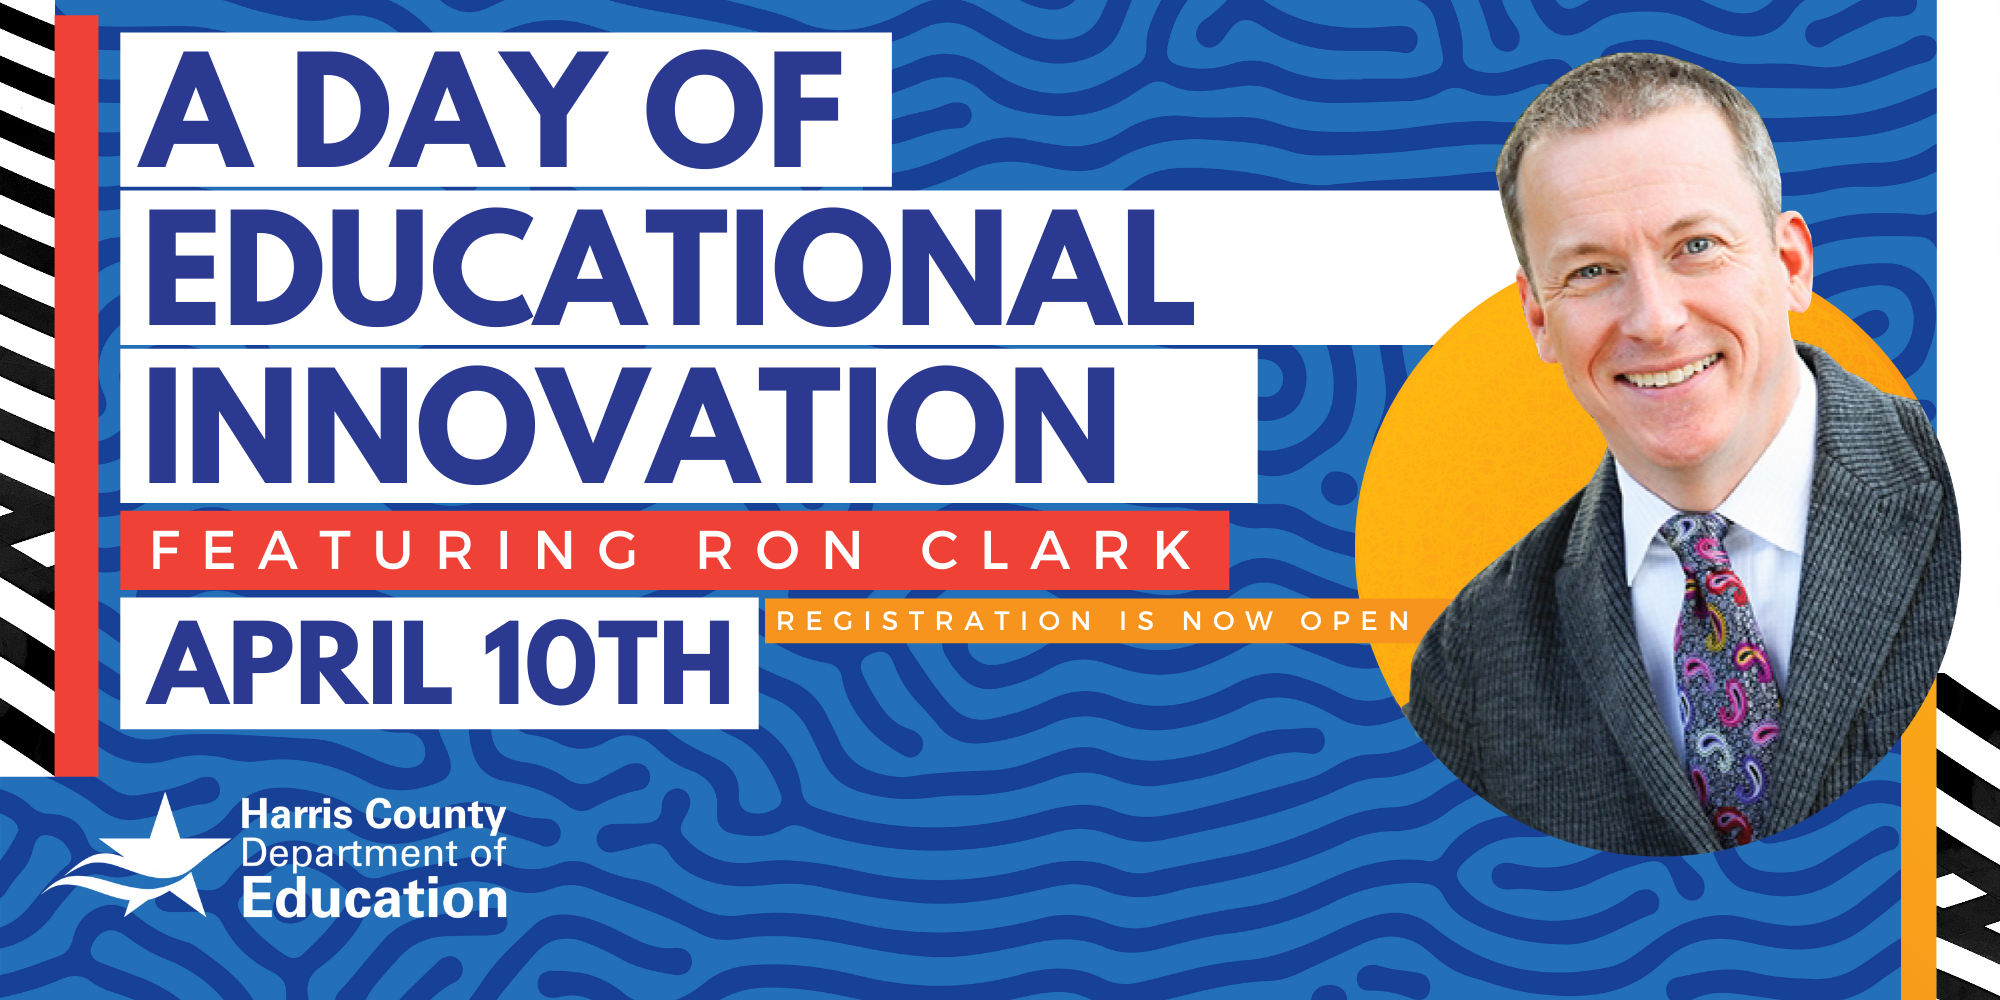 A DAY OF
EDUCATIONAL
INNOVATION
FEATURING RON CLARK
APRIL 10TH
REGISTRATION IS NOW OPEN
Harris County
Department of
Education